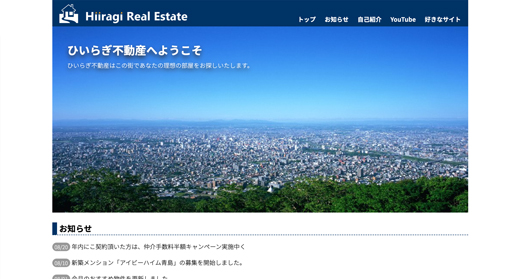 Hiiragi Real Estate
トップ お知らせ 自己紹介 YouTube 好きなサイト
ひいらぎ不動産へようこそ
ひいらぎ不動産はこの街であなたの理想の部屋をお探しいたします。
お知らせ
08/20 年内にご契約頂いた方は、仲介手数料半額キャンペーン実施中く
08/10 新築メンション「アイビーハイム青島」の募集を開始しました。
今月のおすすめ物件を更新しました